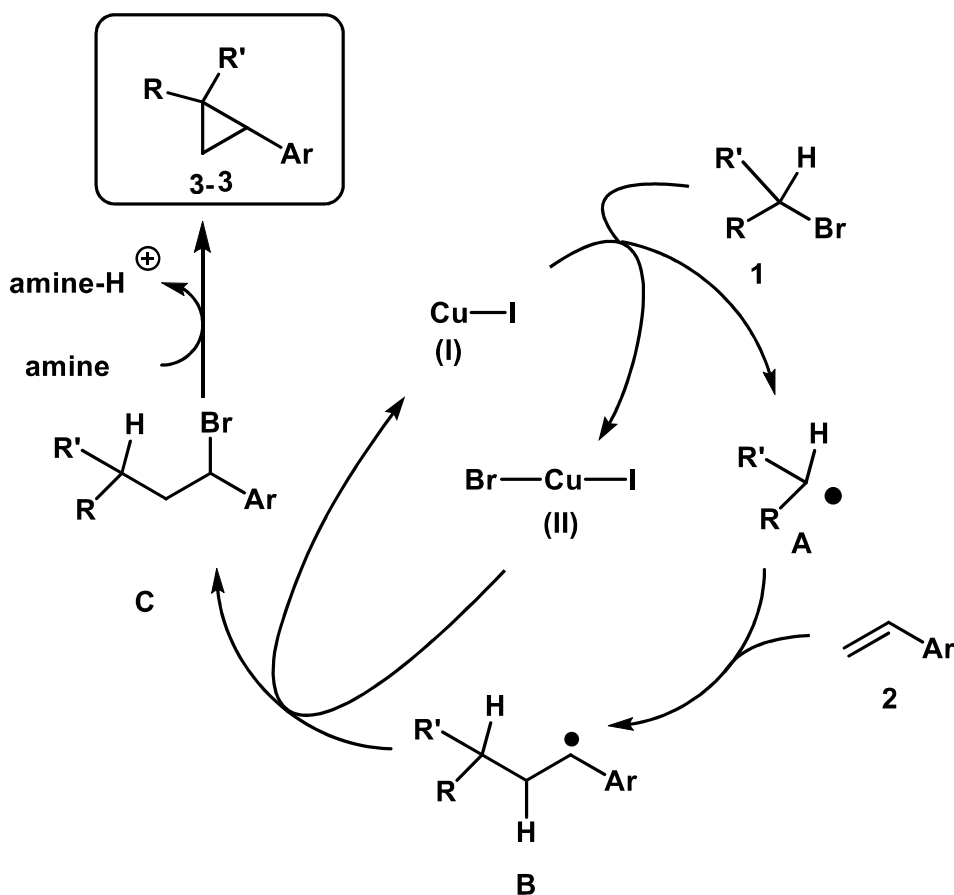 R'
R
Ar
3-3
amine-H ⊕
amine
R'
H
R
Br
1
Cu—I
(I)
Br—Cu—I
(II)
R'
H
R
A
Ar
2
R'
H
R
H
Ar
B
H
Br
R'
R
Ar
C